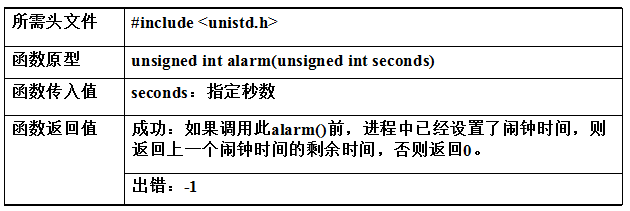 所需头文件 #include <unistd.h>
函数原型 unsigned int alarm(unsigned int seconds)
函数传入值 seconds：指定秒数
函数返回值 成功：如果调用此alarm()前，进程中已经设置了闹钟时间，则
返回上一个闹钟时间的剩余时间，否则返回0。
出错：-1